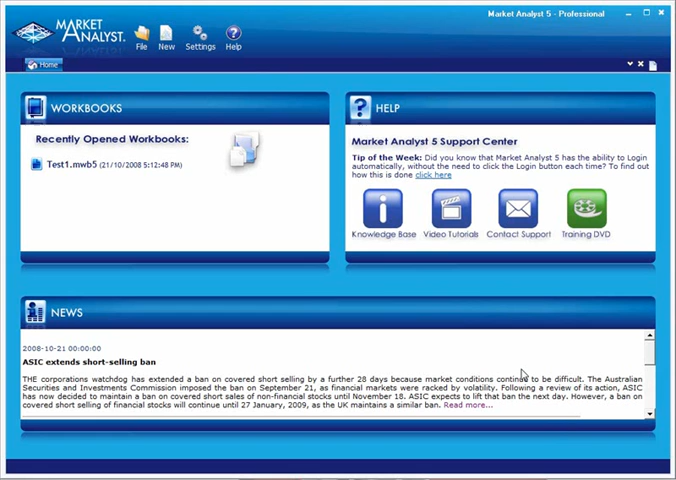 Market Analyst 5 - Professional
MARKET
ANALYST.
File
New
Settings
Help
Home
WORKBOOKS
Recently Opened Workbooks:
Test1.mwb5 (21/10/2008 5:12:48 PM)
HELP
Market Analyst 5 Support Center
Tip of the Week: Did you know that Market Analyst 5 has the ability to Login
automatically, without the need to click the Login button each time? To find out
how this is done click here
Knowledge Base
Video Tutorials
Contact Support
Training DVD
NEWS
2008-10-21 00:00:00
ASIC extends short-selling ban
THE corporations watchdog has extended a ban on covered short selling by a further 28 days because market conditions continue to be difficult. The Australian
Securities and Investments Commission imposed the ban on September 21, as financial markets were racked by volatility. Following a review of its action, ASIC
has now decided to maintain a ban on covered short sales of non-financial stocks until November 18. ASIC expects to lift that ban the next day. However, a ban on
covered short selling of financial stocks will continue until 27 January, 2009, as the UK maintains a similar ban. Read more...